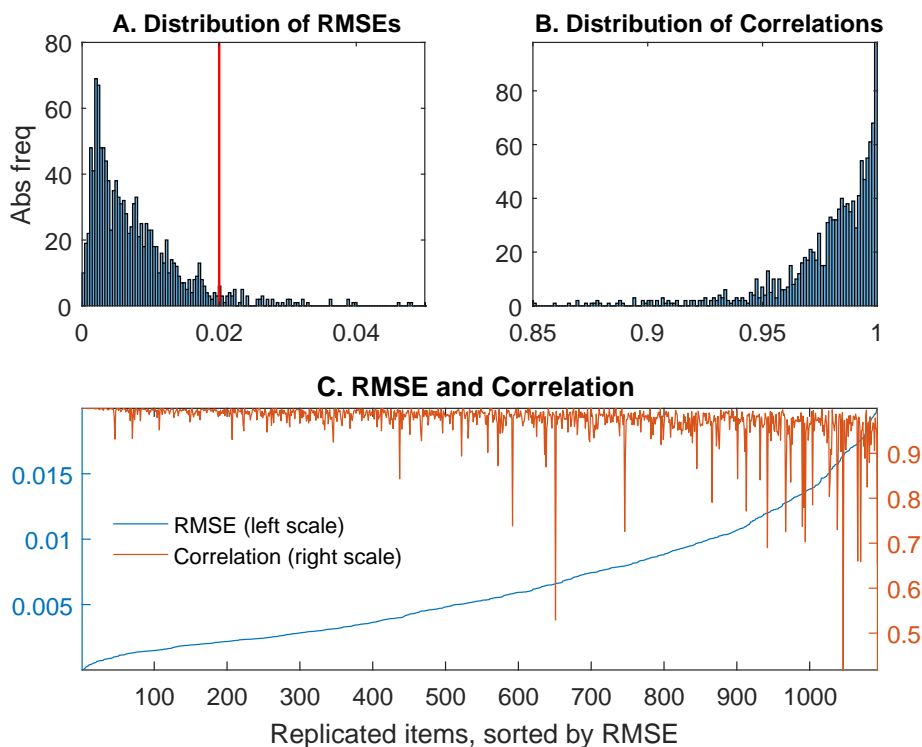 A. Distribution of RMSEs
80
60
40
20
0
Abs freq
0 0.02 0.04
B. Distribution of Correlations
80
60
40
20
0
0.85 0.9 0.95 1
C. RMSE and Correlation
0.015
0.01
0.005
0.9
0.8
0.7
0.6
0.5
RMSE (left scale)
Correlation (right scale)
100 200 300 400 500 600 700 800 900 1000
Replicated items, sorted by RMSE